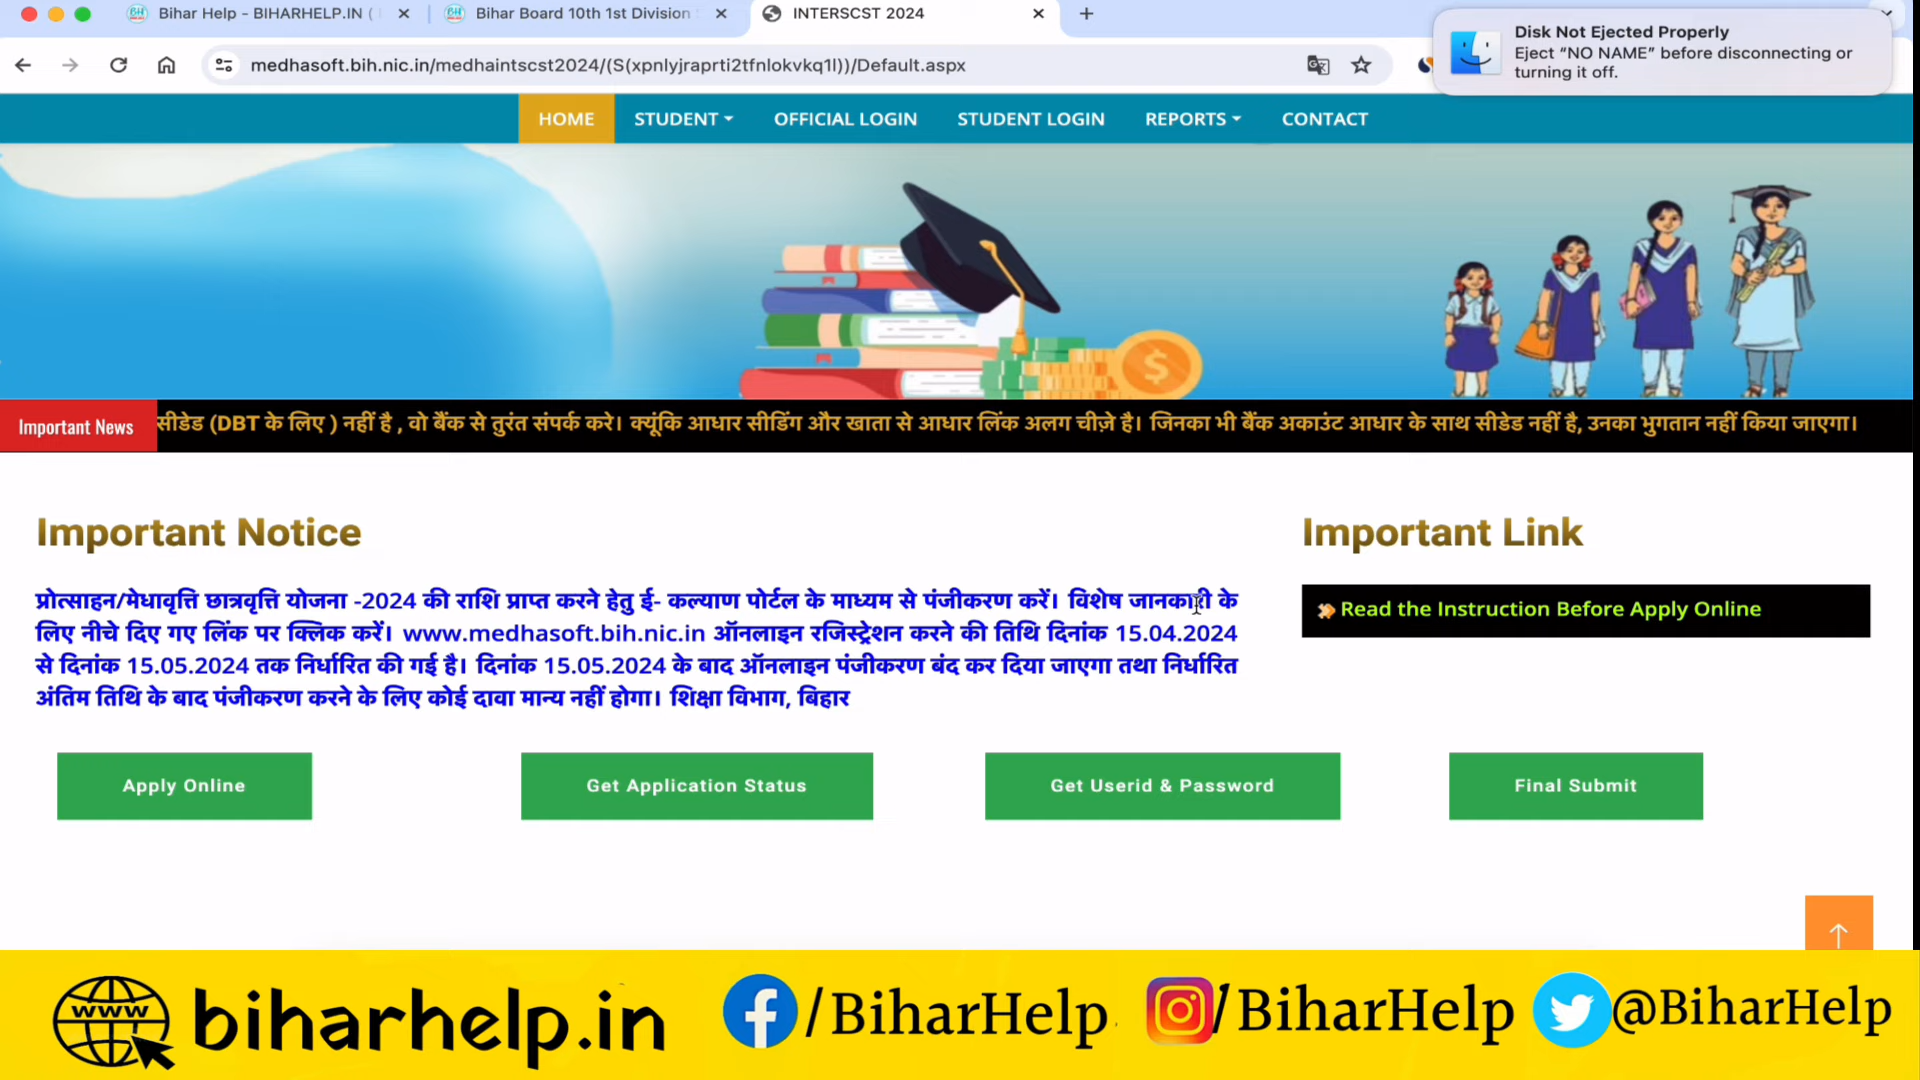 Bihar Help - BIHARHELP.IN (
Bihar Board 10th 1st Division
INTERSCST 2024
Disk Not Ejected Properly
Eject “NO NAME” before disconnecting or
turning it off.
medhasoft.bih.nic.in/medhaintscst2024/(S(xpnlyjraprti2tfnlokvkq1l))/Default.aspx
HOME STUDENT OFFICIAL LOGIN STUDENT LOGIN REPORTS CONTACT
Important News
सीडेड (DBT के लिए ) नहीं है , वो बैंक से तुरंत संपर्क करे। क्यूंकि आधार सीडिंग और खाता से आधार लिंक अलग चीज़े है। जिनका भी बैंक अकाउंट आधार के साथ सीडेड नहीं है, उनका भुगतान नहीं किया जाएगा।
Important Notice
प्रोत्साहन/मेधावृत्ति छात्रवृत्ति योजना -2024 की राशि प्राप्त करने हेतु ई- कल्याण पोर्टल के माध्यम से पंजीकरण करें। विशेष जानकारी के
लिए नीचे दिए गए लिंक पर क्लिक करें। www.medhasoft.bih.nic.in ऑनलाइन रजिस्ट्रेशन करने की तिथि दिनांक 15.04.2024
से दिनांक 15.05.2024 तक निर्धारित की गई है। दिनांक 15.05.2024 के बाद ऑनलाइन पंजीकरण बंद कर दिया जाएगा तथा निर्धारित
अंतिम तिथि के बाद पंजीकरण करने के लिए कोई दावा मान्य नहीं होगा। शिक्षा विभाग, बिहार
Important Link
Read the Instruction Before Apply Online
Apply Online
Get Application Status
Get Userid & Password
Final Submit
www
biharhelp.in
/BiharHelp
/BiharHelp
@BiharHelp